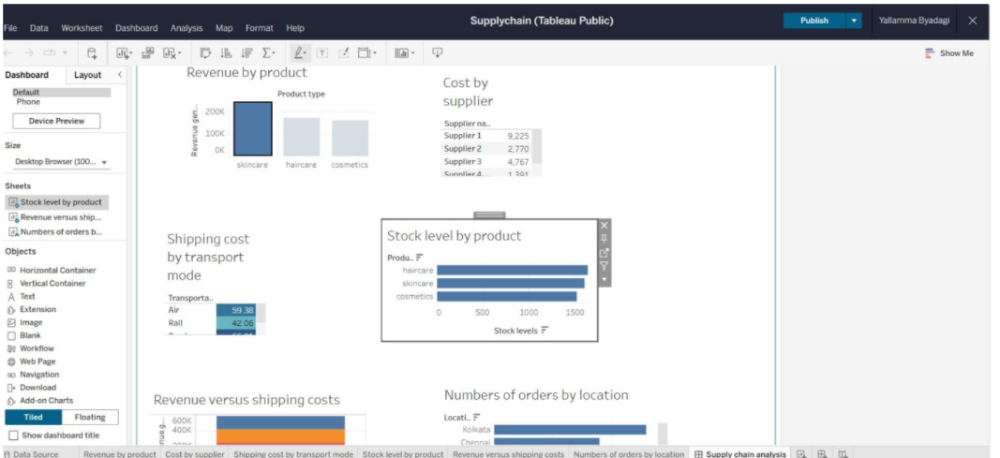 Supplychain (Tableau Public)
Publish
Yallamma Byadagi
File Data Worksheet Dashboard Analysis Map Format Help
Show Me
Dashboard Layout
Default
Phone
Device Preview
Size
Desktop Browser (100...
Sheets
Stock level by product
Revenue versus ship...
Numbers of orders b...
Objects
Horizontal Container
Vertical Container
Text
Extension
Image
Blank
Workflow
Web Page
Navigation
Download
Add-on Charts
Tiled Floating
Show dashboard title
Revenue by product
Product type
Revenue gen...
200K
100K
0K
skincare haircare cosmetics
Cost by
supplier
Supplier na..
Supplier 1 9,225
Supplier 2 2,770
Supplier 3 4,767
Supplier 4 1,391
Shipping cost
by transport
mode
Transporta..
Air 59.38
Rail 42.06
Stock level by product
Produ..
haircare
skincare
cosmetics
0 500 1000 1500
Stock levels
Revenue versus shipping costs
600K
400K
Numbers of orders by location
Locati..
Kolkata
Chennai
Data Source Revenue by product Cost by supplier Shipping cost by transport mode Stock level by product Revenue versus shipping costs Numbers of orders by location Supply chain analysis